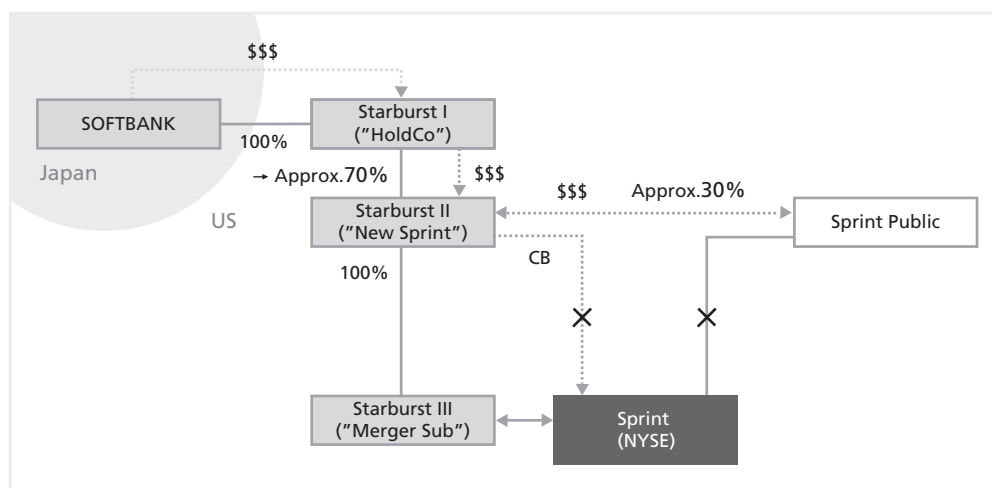 $$$
SOFTBANK
Starburst I
("HoldCo")
100%
Japan
→ Approx.70%
$$$
US
Starburst II
("New Sprint")
$$$
Approx.30%
Sprint Public
CB
100%
Starburst III
("Merger Sub")
Sprint
(NYSE)